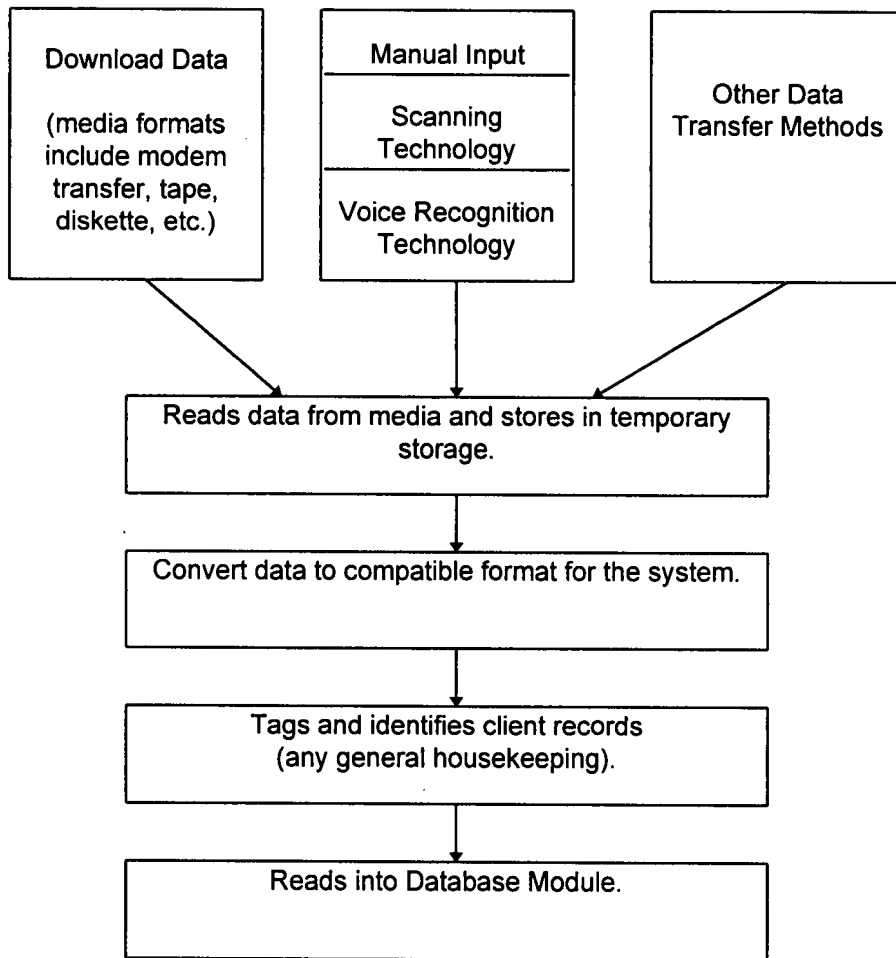 Download Data
(media formats
include modem
transfer, tape,
diskette, etc.)
Manual Input
Scanning
Technology
Voice Recognition
Technology
Other Data
Transfer Methods
Reads data from media and stores in temporary
storage.
Convert data to compatible format for the system.
Tags and identifies client records
(any general housekeeping).
Reads into Database Module.